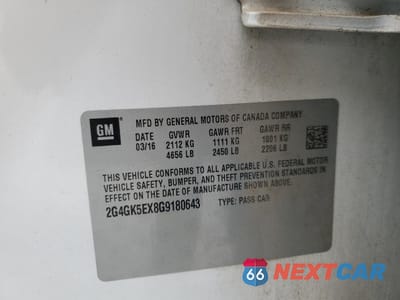 GM
MFD BY GENERAL MOTORS OF CANADA COMPANY
DATE GVWR GAWR FRT GAWR RR
03/16 2112 KG 1111 KG 1001 KG
4656 LB 2450 LB 2206 LB
THIS VEHICLE CONFORMS TO ALL APPLICABLE U.S. FEDERAL MOTOR
VEHICLE SAFETY, BUMPER, AND THEFT PREVENTION STANDARDS IN
EFFECT ON THE DATE OF MANUFACTURE SHOWN ABOVE.
2G4GK5EX8G9180643 TYPE: PASS CAR
66 NEXTCAR